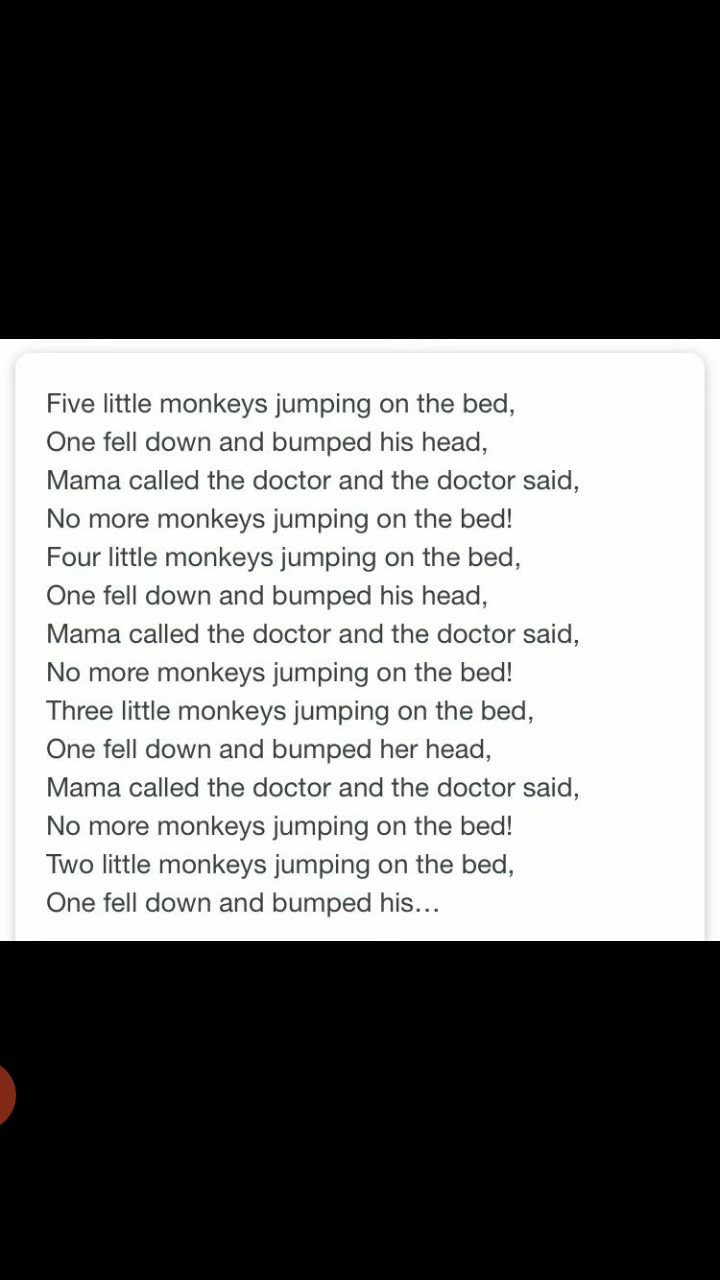 Five little monkeys jumping on the bed,
One fell down and bumped his head,
Mama called the doctor and the doctor said,
No more monkeys jumping on the bed!
Four little monkeys jumping on the bed,
One fell down and bumped his head,
Mama called the doctor and the doctor said,
No more monkeys jumping on the bed!
Three little monkeys jumping on the bed,
One fell down and bumped her head,
Mama called the doctor and the doctor said,
No more monkeys jumping on the bed!
Two little monkeys jumping on the bed,
One fell down and bumped his…